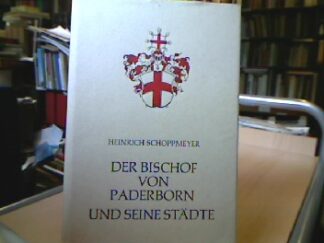 HEINRICH SCHOPPMEYER
DER BISCHOF
VON
PADERBORN
UND SEINE STÄDTE